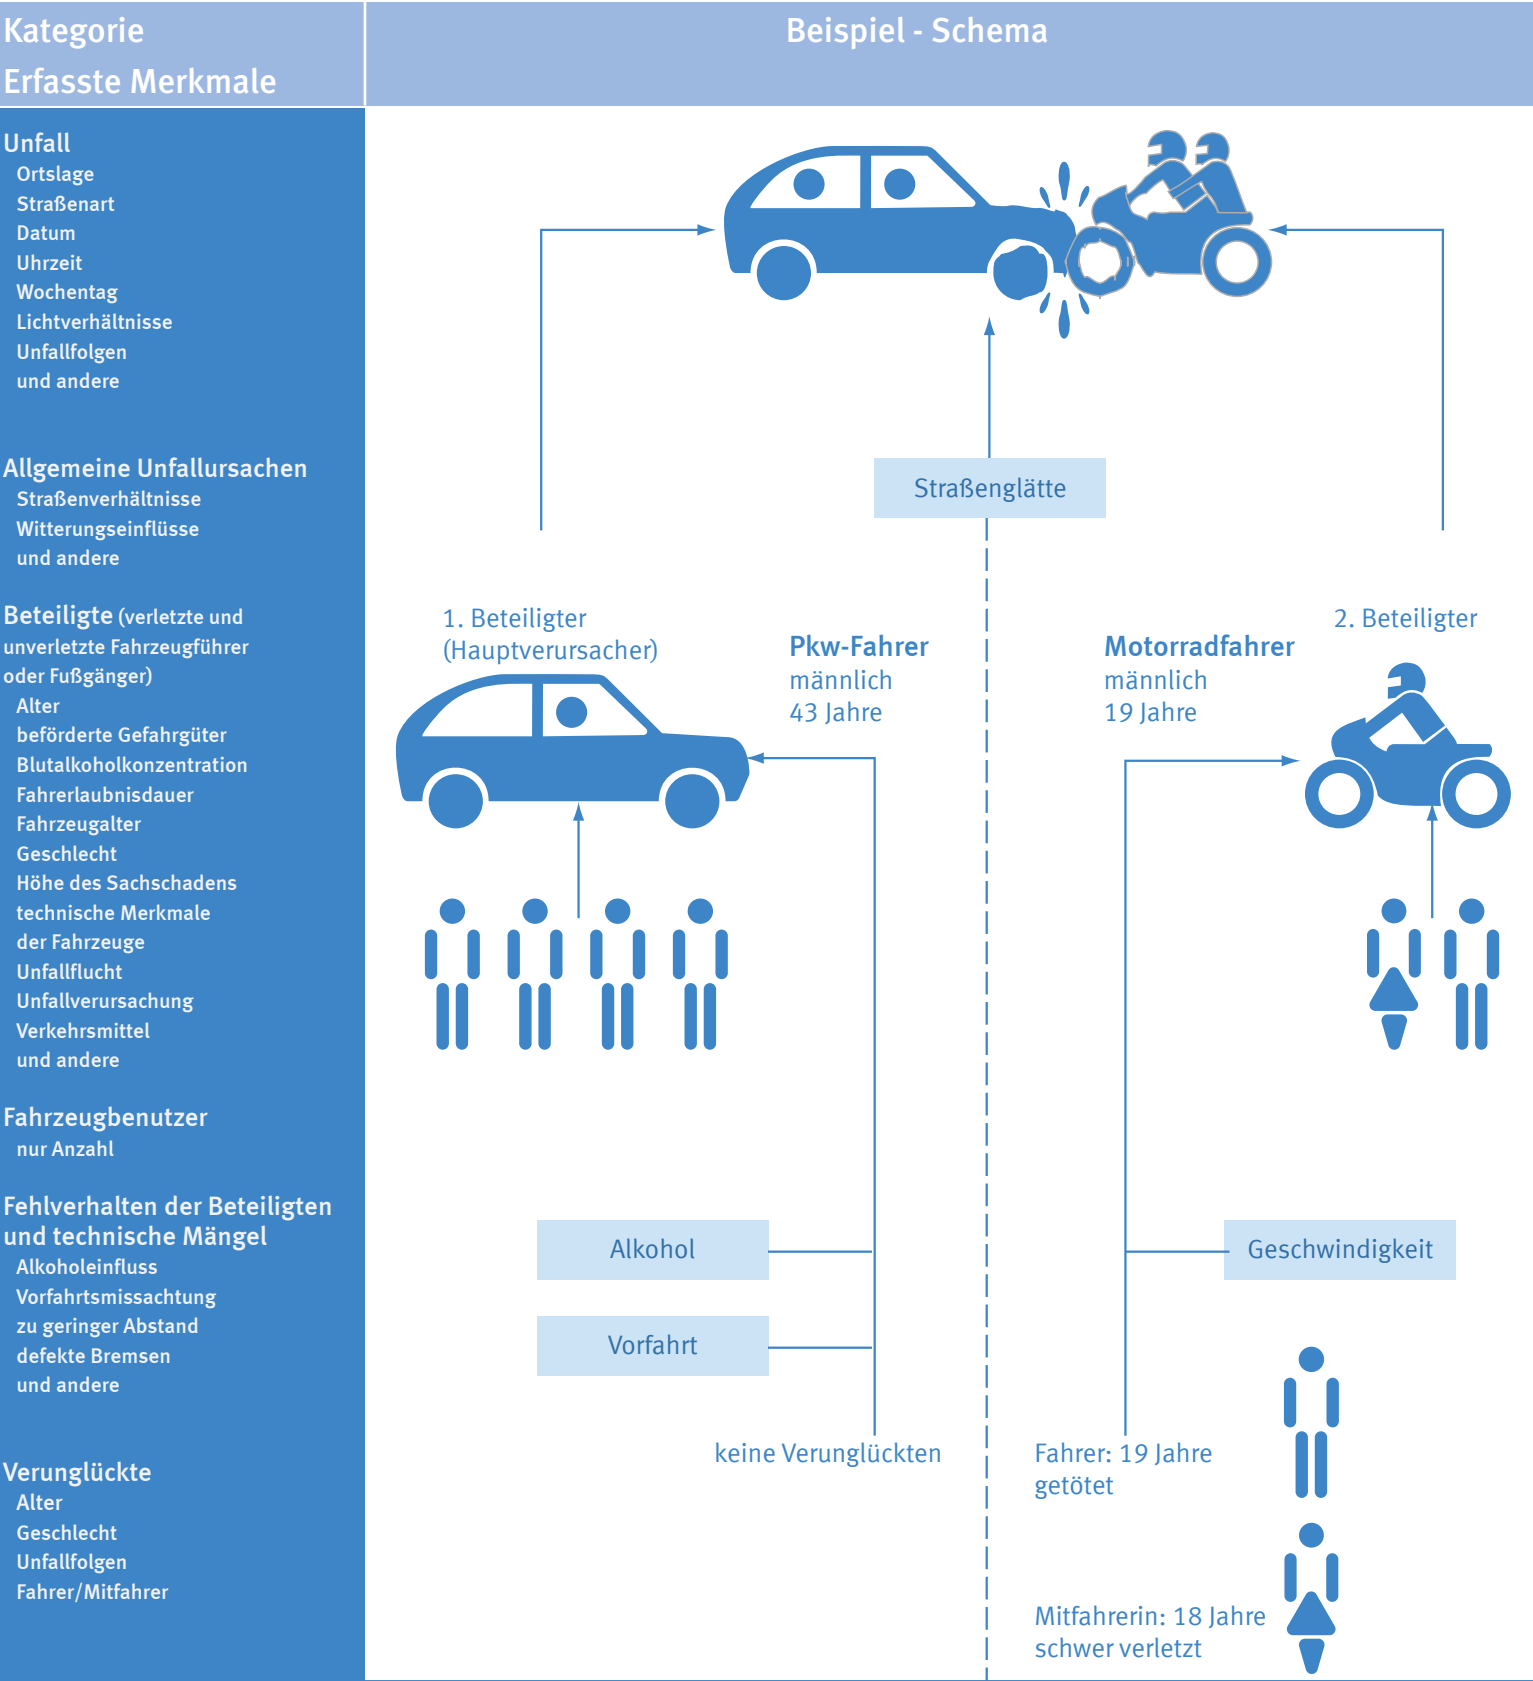 Kategorie
Erfasste Merkmale
Beispiel - Schema
Unfall
Ortslage
Straßenart
Datum
Uhrzeit
Wochentag
Lichtverhältnisse
Unfallfolgen
und andere
Allgemeine Unfallursachen
Straßenverhältnisse
Witterungseinflüsse
und andere
Beteiligte (verletzte und
unverletzte Fahrzeugführer
oder Fußgänger)
Alter
beförderte Gefahrgüter
Blutalkoholkonzentration
Fahrerlaubnisdauer
Fahrzeugalter
Geschlecht
Höhe des Sachschadens
technische Merkmale
der Fahrzeuge
Unfallflucht
Unfallverursachung
Verkehrsmittel
und andere
Fahrzeugbenutzer
nur Anzahl
Fehlverhalten der Beteiligten
und technische Mängel
Alkoholeinfluss
Vorfahrtsmissachtung
zu geringer Abstand
defekte Bremsen
und andere
Verunglückte
Alter
Geschlecht
Unfallfolgen
Fahrer/Mitfahrer
Straßenglätte
1. Beteiligter
(Hauptverursacher)
Pkw-Fahrer
männlich
43 Jahre
Motorradfahrer
männlich
19 Jahre
2. Beteiligter
Alkohol
Vorfahrt
keine Verunglückten
Geschwindigkeit
Fahrer: 19 Jahre
getötet
Mitfahrerin: 18 Jahre
schwer verletzt